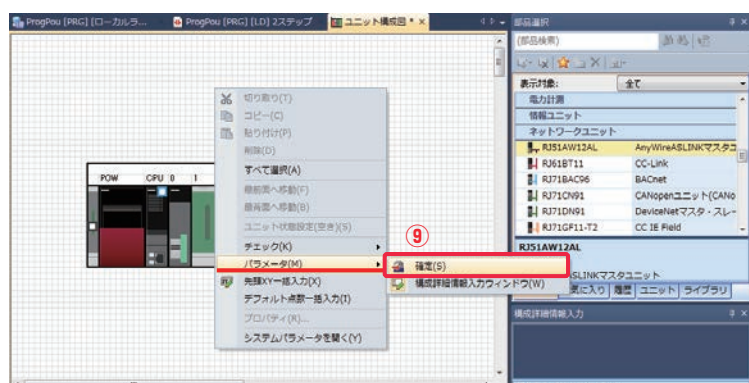 ProgPou [PRG] [ローカルラ...
ProgPou [PRG] [LD] 2ステップ
ユニット構成図 *
部品選択
(部品検索)
表示対象:
全て
電力計測
情報ユニット
ネットワークユニット
RJ51AW12AL AnyWireASLINKマスタユ
RJ61BT11 CC-Link
RJ71BAC96 BACnet
RJ71CN91 CANopenユニット(CANo
RJ71DN91 DeviceNetマスタ・スレー
RJ71GF11-T2 CC IE Field
RJ51AW12AL
SLINKマスタユニット
気に入り
履歴
ユニット
ライブラリ
構成詳細情報入力
POW CPU 0 1
切り取り(T)
コピー(C)
貼り付け(P)
削除(D)
すべて選択(A)
最前面へ移動(F)
最背面へ移動(B)
ユニット状態設定(空き)(S)
チェック(K)
パラメータ(M)
先頭XY一括入力(X)
デフォルト点数一括入力(I)
プロパティ(R)...
システムパラメータを開く(Y)
⑨
確定(S)
構成詳細情報入力ウィンドウ(W)